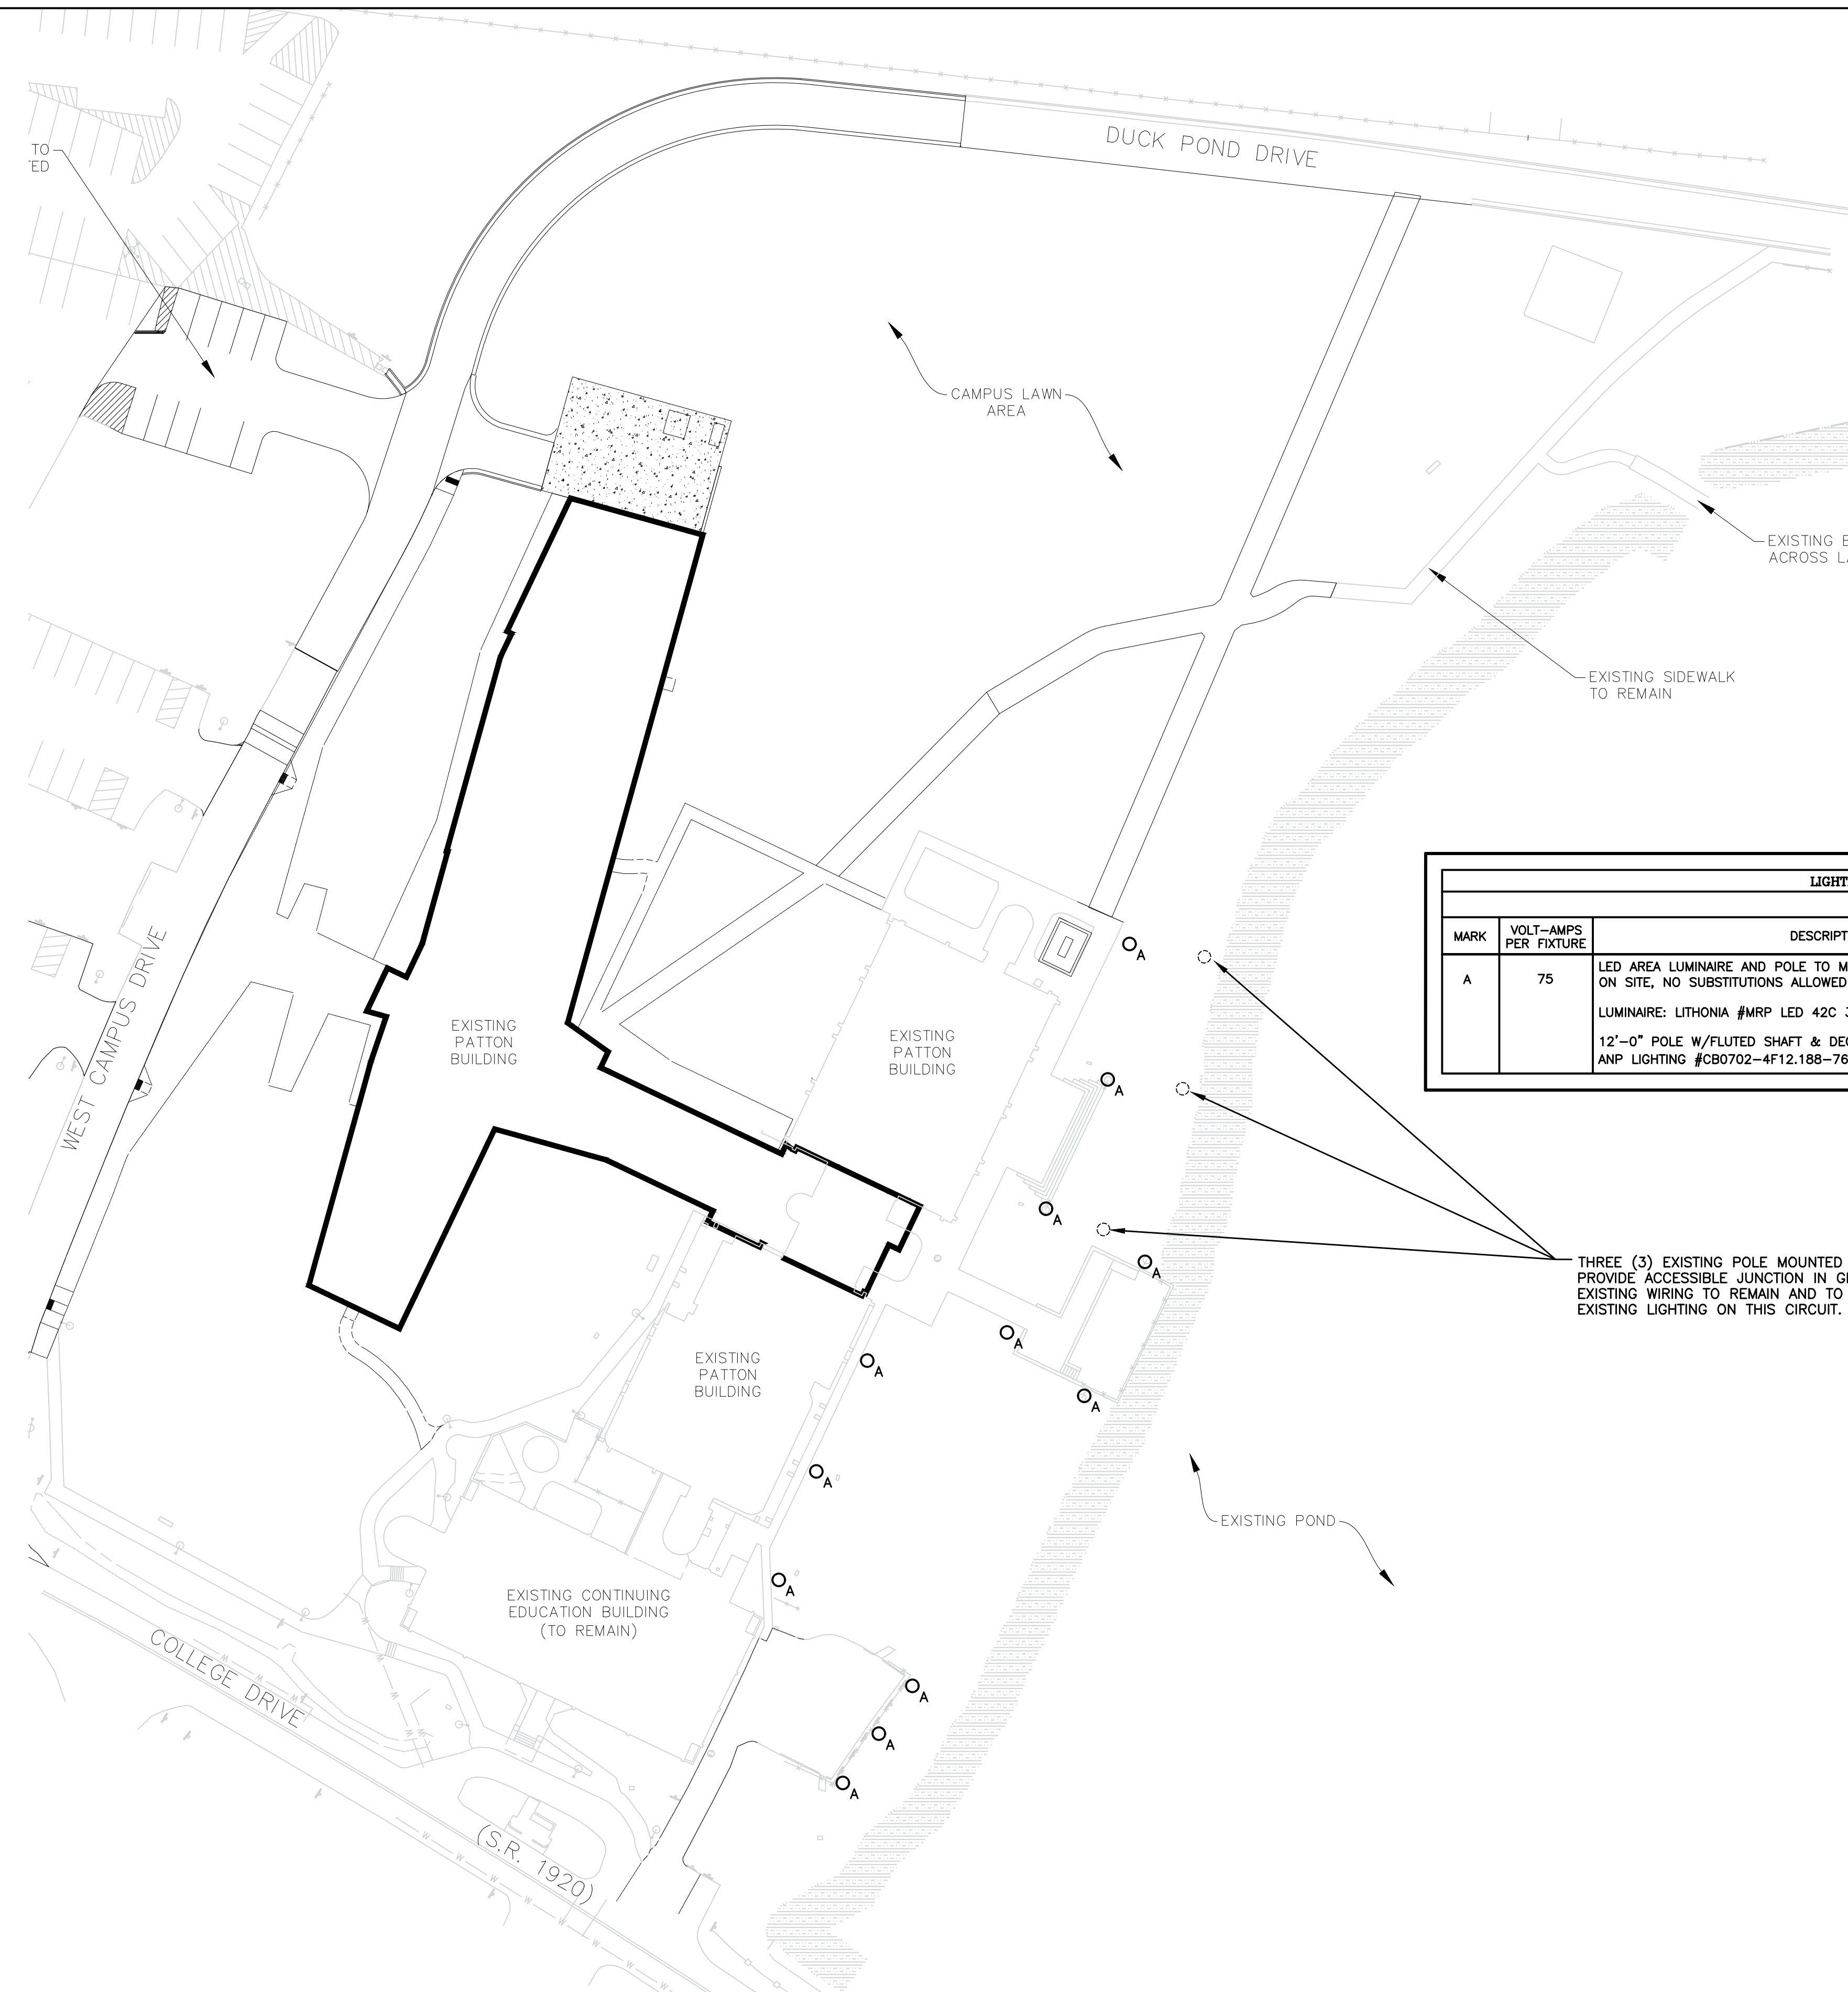 TO
DUCK POND DRIVE
CAMPUS LAWN
AREA
EXISTING
ACROSS
EXISTING SIDEWALK
TO REMAIN
WEST CAMPUS DRIVE
EXISTING
PATTON
BUILDING
EXISTING
PATTON
BUILDING
MARK
VOLT-AMPS
PER FIXTURE
A
75
LED AREA LUMINAIRE AND POLE TO
ON SITE, NO SUBSTITUTIONS ALLOWED
LUMINAIRE: LITHONIA #MRP LED 42C
12'-0" POLE W/FLUTED SHAFT &
ANP LIGHTING #CB0702-4F12.188-76
A
A
A
A
A
A
A
A
A
A
A
A
THREE (3) EXISTING POLE MOUNTED
PROVIDE ACCESSIBLE JUNCTION IN
EXISTING WIRING TO REMAIN AND TO
EXISTING LIGHTING ON THIS CIRCUIT.
EXISTING
PATTON
BUILDING
EXISTING POND
EXISTING CONTINUING
EDUCATION BUILDING
(TO REMAIN)
COLLEGE DRIVE
(S.R. 1920)
W
W
W
W
W
W
W
W
W
W
W